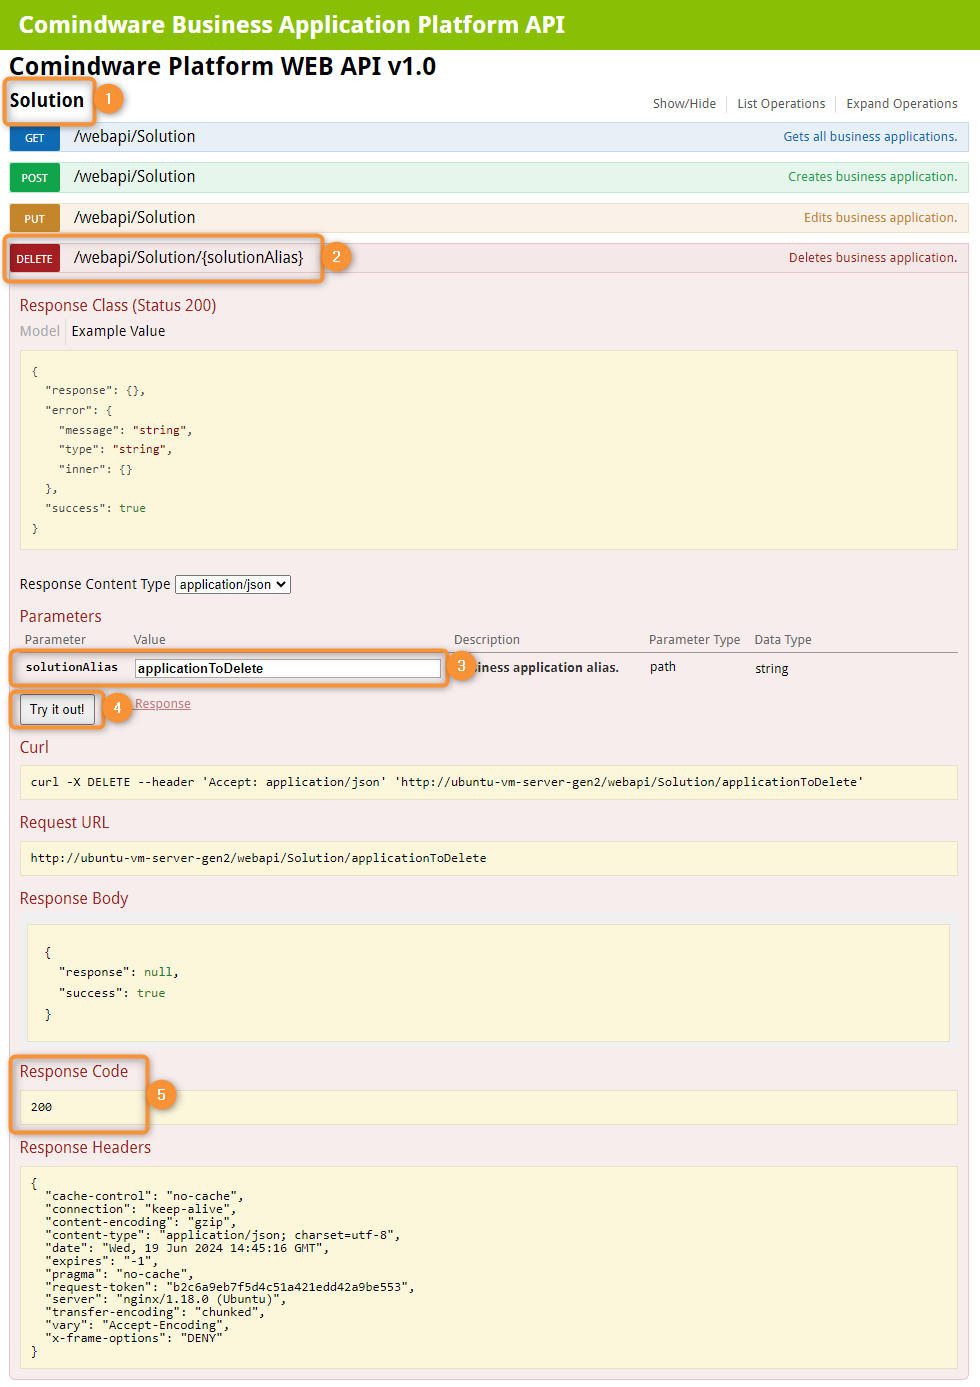 Comindware Business Application Platform API
Comindware Platform WEB API v1.0
Solution 1 Show/Hide List Operations Expand Operations
GET /webapi/Solution Gets all business applications.
POST /webapi/Solution Creates business application.
PUT /webapi/Solution Edits business application.
DELETE /webapi/Solution/{solutionAlias} 2 Deletes business application.
Response Class (Status 200)
Model Example Value
{
"response": {},
"error": {
"message": "string",
"type": "string",
"inner": {}
},
"success": true
}
Response Content Type application/json
Parameters
Parameter Value Description Parameter Type Data Type
solutionAlias applicationToDelete 3 iness application alias. path string
Try it out! 4 Response
Curl
curl -X DELETE --header 'Accept: application/json' 'http://ubuntu-vm-server-gen2/webapi/Solution/applicationToDelete'
Request URL
http://ubuntu-vm-server-gen2/webapi/Solution/applicationToDelete
Response Body
{
"response": null,
"success": true
}
Response Code
200 5
Response Headers
{
"cache-control": "no-cache",
"connection": "keep-alive",
"content-encoding": "gzip",
"content-type": "application/json; charset=utf-8",
"date": "Wed, 19 Jun 2024 14:45:16 GMT",
"expires": "-1",
"pragma": "no-cache",
"request-token": "b2c6a9eb7f5d4c51a421edd42a9be553",
"server": "nginx/1.18.0 (Ubuntu)",
"transfer-encoding": "chunked",
"vary": "Accept-Encoding",
"x-frame-options": "DENY"
}